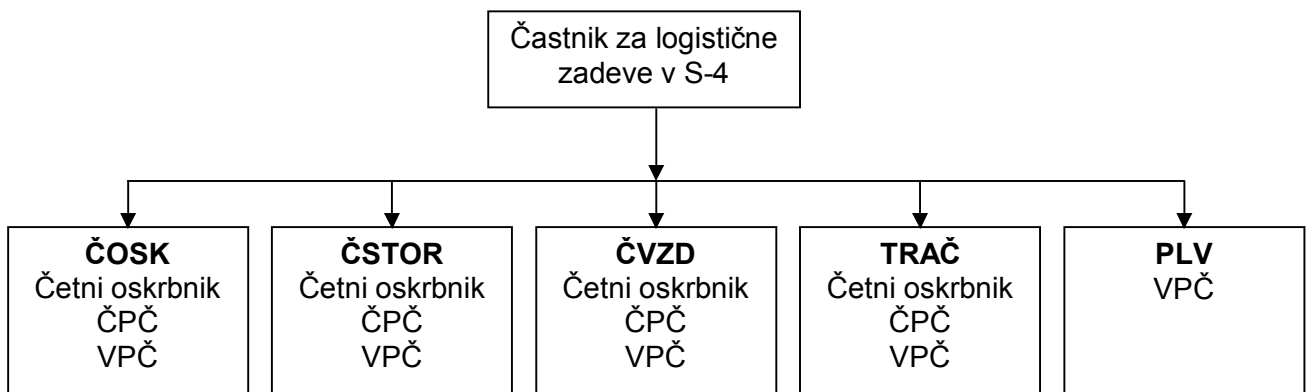 Častnik za logistične
zadeve v S-4
ČOSK
Četni oskrbnik
ČPČ
VPČ
ČSTOR
Četni oskrbnik
ČPČ
VPČ
ČVZD
Četni oskrbnik
ČPČ
VPČ
TRAČ
Četni oskrbnik
ČPČ
VPČ
PLV
VPČ